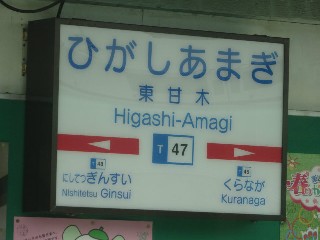 ひがしあまぎ
東甘木
Higashi-Amagi
T 47
にしてつぎんすい
Nishitetsu Ginsui
くらなが
Kuranaga
春